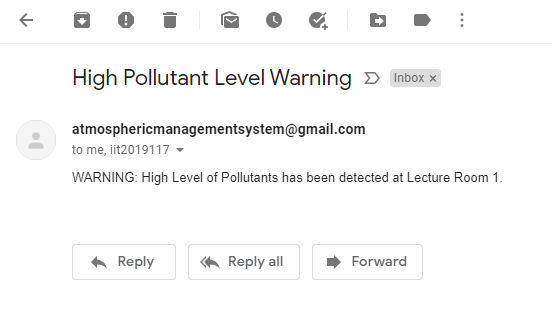 High Pollutant Level Warning
Inbox x
atmosphericmanagementsystem@gmail.com
to me, iit2019117
WARNING: High Level of Pollutants has been detected at Lecture Room 1.
Reply
Reply all
Forward